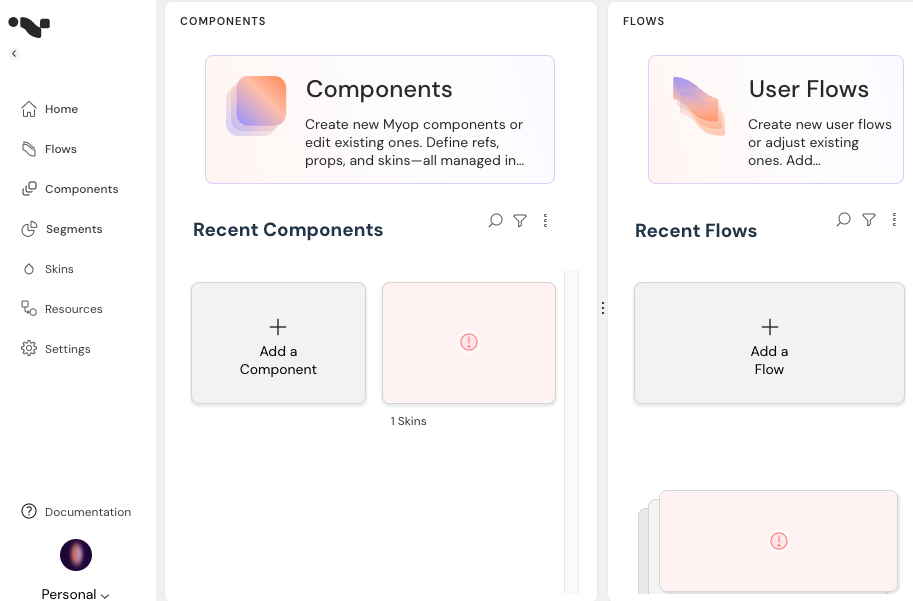 Home
Flows
Components
Segments
Skins
Resources
Settings
Documentation
Personal
COMPONENTS
Components
Create new Myop components or
edit existing ones. Define refs,
props, and skins—all managed in...
Recent Components
Add a
Component
1 Skins
FLOWS
User Flows
Create new user flows
or adjust existing
ones. Add...
Recent Flows
Add a
Flow